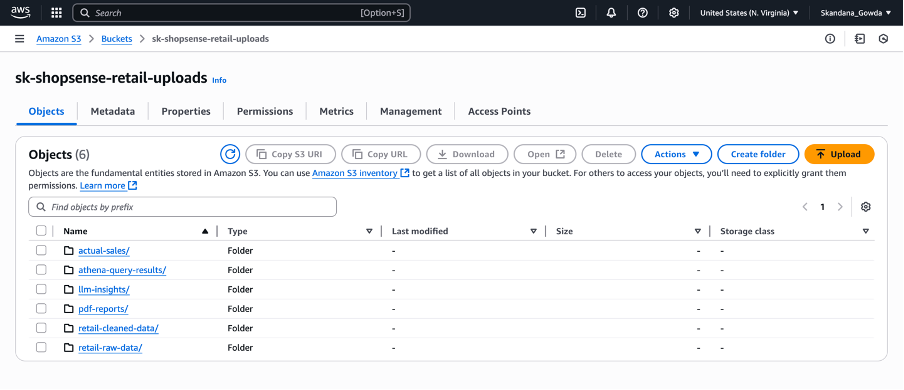 aws Search [Option+S] United States (N. Virginia) Skandana_Gowda
Amazon S3 > Buckets > sk-shopsense-retail-uploads
sk-shopsense-retail-uploads Info
Objects Metadata Properties Permissions Metrics Management Access Points
Objects (6) Copy S3 URI Copy URL Download Open Delete Actions Create folder Upload
Objects are the fundamental entities stored in Amazon S3. You can use Amazon S3 inventory to get a list of all objects in your bucket. For others to access your objects, you'll need to explicitly grant them
permissions. Learn more
Find objects by prefix 1
Name Type Last modified Size Storage class
actual-sales/ Folder - - -
athena-query-results/ Folder - - -
llm-insights/ Folder - - -
pdf-reports/ Folder - - -
retail-cleaned-data/ Folder - - -
retail-raw-data/ Folder - - -